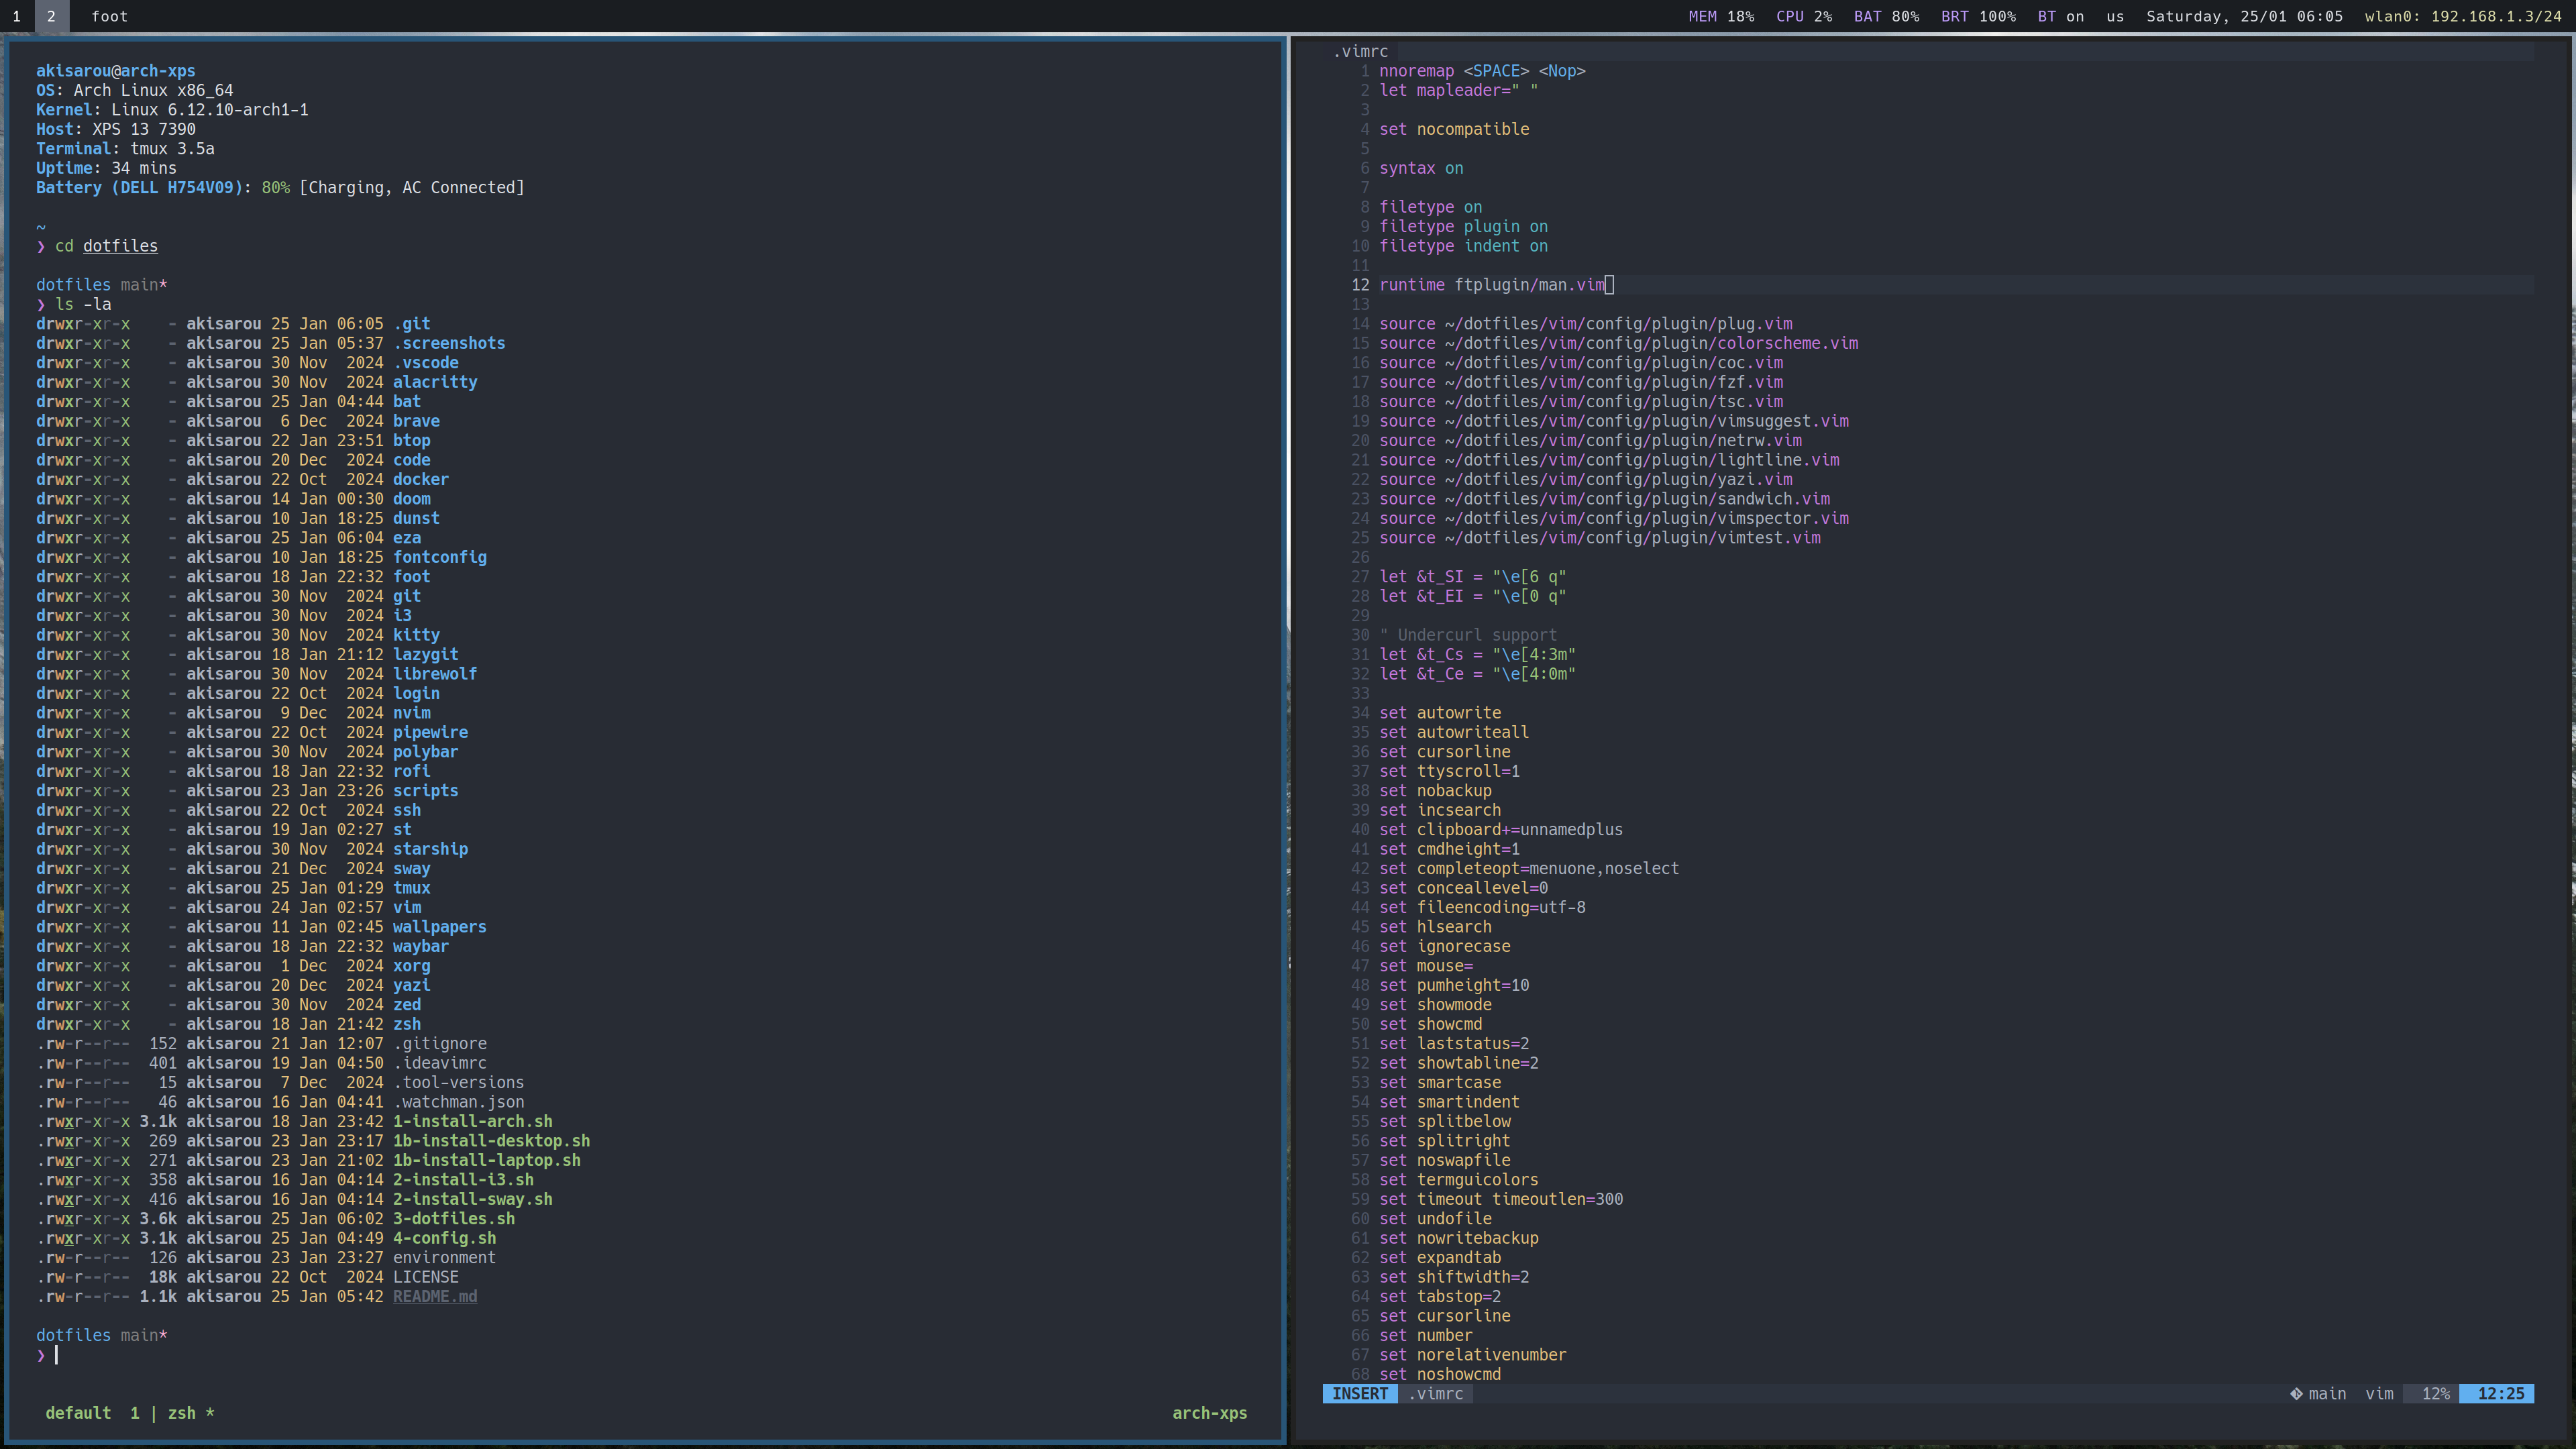 1 2 foot MEM 18% CPU 2% BAT 80% BRT 100% BT on us Saturday, 25/01 06:05 wlan0: 192.168.1.3/24
akisarou@arch-xps
OS: Arch Linux x86_64
Kernel: Linux 6.12.10-arch1-1
Host: XPS 13 7390
Terminal: tmux 3.5a
Uptime: 34 mins
Battery (DELL H754V09): 80% [Charging, AC Connected]
~
❯ cd dotfiles
dotfiles main*
❯ ls -la
drwxr-xr-x - akisarou 25 Jan 06:05 .git
drwxr-xr-x - akisarou 25 Jan 05:37 .screenshots
drwxr-xr-x - akisarou 30 Nov 2024 .vscode
drwxr-xr-x - akisarou 30 Nov 2024 alacritty
drwxr-xr-x - akisarou 25 Jan 04:44 bat
drwxr-xr-x - akisarou 6 Dec 2024 brave
drwxr-xr-x - akisarou 22 Jan 23:51 btop
drwxr-xr-x - akisarou 20 Dec 2024 code
drwxr-xr-x - akisarou 22 Oct 2024 docker
drwxr-xr-x - akisarou 14 Jan 00:30 doom
drwxr-xr-x - akisarou 10 Jan 18:25 dunst
drwxr-xr-x - akisarou 25 Jan 06:04 eza
drwxr-xr-x - akisarou 10 Jan 18:25 fontconfig
drwxr-xr-x - akisarou 18 Jan 22:32 foot
drwxr-xr-x - akisarou 30 Nov 2024 git
drwxr-xr-x - akisarou 30 Nov 2024 i3
drwxr-xr-x - akisarou 30 Nov 2024 kitty
drwxr-xr-x - akisarou 18 Jan 21:12 lazygit
drwxr-xr-x - akisarou 30 Nov 2024 librewolf
drwxr-xr-x - akisarou 22 Oct 2024 login
drwxr-xr-x - akisarou 9 Dec 2024 nvim
drwxr-xr-x - akisarou 22 Oct 2024 pipewire
drwxr-xr-x - akisarou 30 Nov 2024 polybar
drwxr-xr-x - akisarou 18 Jan 22:32 rofi
drwxr-xr-x - akisarou 23 Jan 23:26 scripts
drwxr-xr-x - akisarou 22 Oct 2024 ssh
drwxr-xr-x - akisarou 19 Jan 02:27 st
drwxr-xr-x - akisarou 30 Nov 2024 starship
drwxr-xr-x - akisarou 21 Dec 2024 sway
drwxr-xr-x - akisarou 25 Jan 01:29 tmux
drwxr-xr-x - akisarou 24 Jan 02:57 vim
drwxr-xr-x - akisarou 11 Jan 02:45 wallpapers
drwxr-xr-x - akisarou 18 Jan 22:32 waybar
drwxr-xr-x - akisarou 1 Dec 2024 xorg
drwxr-xr-x - akisarou 20 Dec 2024 yazi
drwxr-xr-x - akisarou 30 Nov 2024 zed
drwxr-xr-x - akisarou 18 Jan 21:42 zsh
.rw-r--r-- 152 akisarou 21 Jan 12:07 .gitignore
.rw-r--r-- 401 akisarou 19 Jan 04:50 .ideavimrc
.rw-r--r-- 15 akisarou 7 Dec 2024 .tool-versions
.rw-r--r-- 46 akisarou 16 Jan 04:41 .watchman.json
.rwxr-xr-x 3.1k akisarou 18 Jan 23:42 1-install-arch.sh
.rwxr-xr-x 269 akisarou 23 Jan 23:17 1b-install-desktop.sh
.rwxr-xr-x 271 akisarou 23 Jan 21:02 1b-install-laptop.sh
.rwxr-xr-x 358 akisarou 16 Jan 04:14 2-install-i3.sh
.rwxr-xr-x 416 akisarou 16 Jan 04:14 2-install-sway.sh
.rwxr-xr-x 3.6k akisarou 25 Jan 06:02 3-dotfiles.sh
.rwxr-xr-x 3.1k akisarou 25 Jan 04:49 4-config.sh
.rw-r--r-- 126 akisarou 23 Jan 23:27 environment
.rw-r--r-- 18k akisarou 22 Oct 2024 LICENSE
.rw-r--r-- 1.1k akisarou 25 Jan 05:42 README.md
dotfiles main*
❯
default 1 | zsh * arch-xps
.vimrc
1 nnoremap <SPACE> <Nop>
2 let mapleader=" "
3
4 set nocompatible
5
6 syntax on
7
8 filetype on
9 filetype plugin on
10 filetype indent on
11
12 runtime ftplugin/man.vim
13
14 source ~/dotfiles/vim/config/plugin/plug.vim
15 source ~/dotfiles/vim/config/plugin/colorscheme.vim
16 source ~/dotfiles/vim/config/plugin/coc.vim
17 source ~/dotfiles/vim/config/plugin/fzf.vim
18 source ~/dotfiles/vim/config/plugin/tsc.vim
19 source ~/dotfiles/vim/config/plugin/vimsuggest.vim
20 source ~/dotfiles/vim/config/plugin/netrw.vim
21 source ~/dotfiles/vim/config/plugin/lightline.vim
22 source ~/dotfiles/vim/config/plugin/yazi.vim
23 source ~/dotfiles/vim/config/plugin/sandwich.vim
24 source ~/dotfiles/vim/config/plugin/vimspector.vim
25 source ~/dotfiles/vim/config/plugin/vimtest.vim
26
27 let &t_SI = "\e[6 q"
28 let &t_EI = "\e[0 q"
29
30 " Undercurl support
31 let &t_Cs = "\e[4:3m"
32 let &t_Ce = "\e[4:0m"
33
34 set autowrite
35 set autowriteall
36 set cursorline
37 set ttyscroll=1
38 set nobackup
39 set incsearch
40 set clipboard+=unnamedplus
41 set cmdheight=1
42 set completeopt=menuone,noselect
43 set conceallevel=0
44 set fileencoding=utf-8
45 set hlsearch
46 set ignorecase
47 set mouse=
48 set pumheight=10
49 set showmode
50 set showcmd
51 set laststatus=2
52 set showtabline=2
53 set smartcase
54 set smartindent
55 set splitbelow
56 set splitright
57 set noswapfile
58 set termguicolors
59 set timeout timeoutlen=300
60 set undofile
61 set nowritebackup
62 set expandtab
63 set shiftwidth=2
64 set tabstop=2
65 set cursorline
66 set number
67 set norelativenumber
68 set noshowcmd
INSERT .vimrc main vim 12% 12:25